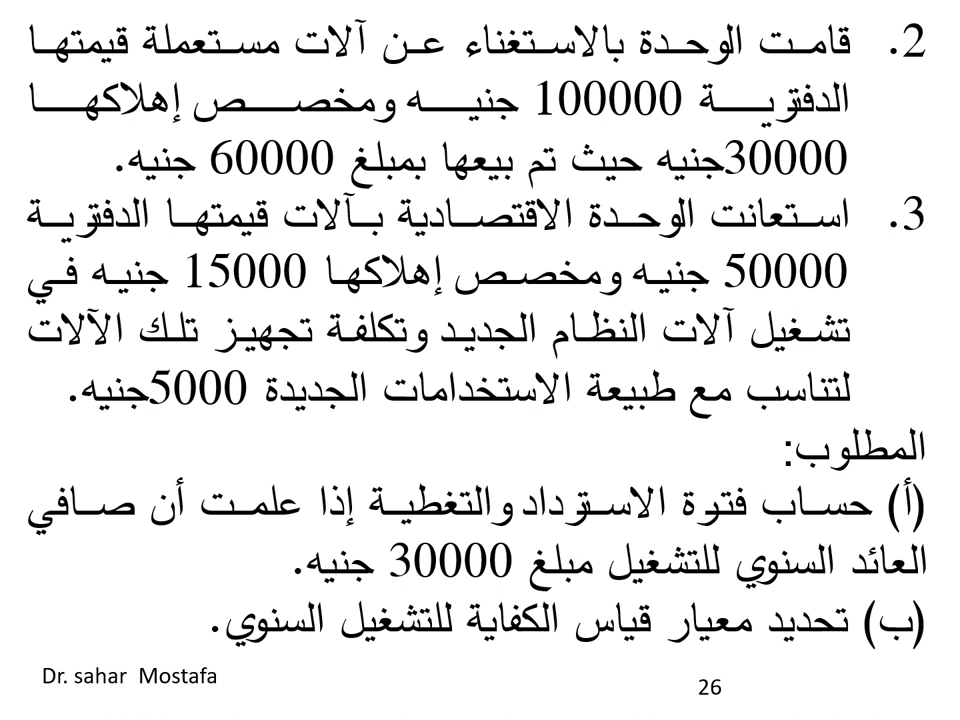 2. قامت الوحدة بالاستغناء عن آلات مستعملة قيمتها
الدفترية 100000 جنيه ومخصص إهلاكها
30000جنيه حيث تم بيعها بمبلغ 60000 جنيه.
3. استعانت الوحدة الاقتصادية بآلات قيمتها الدفترية
50000 جنيه ومخصص إهلاكها 15000 جنيه في
تشغيل آلات النظام الجديد وتكلفة تجهيز تلك الآلات
لتتناسب مع طبيعة الاستخدامات الجديدة 5000جنيه.
المطلوب:
(أ) حساب فترة الاسترداد والتغطية إذا علمت أن صافي
العائد السنوي للتشغيل مبلغ 30000 جنيه.
(ب) تحديد معيار قياس الكفاية للتشغيل السنوي.
Dr. sahar Mostafa
26